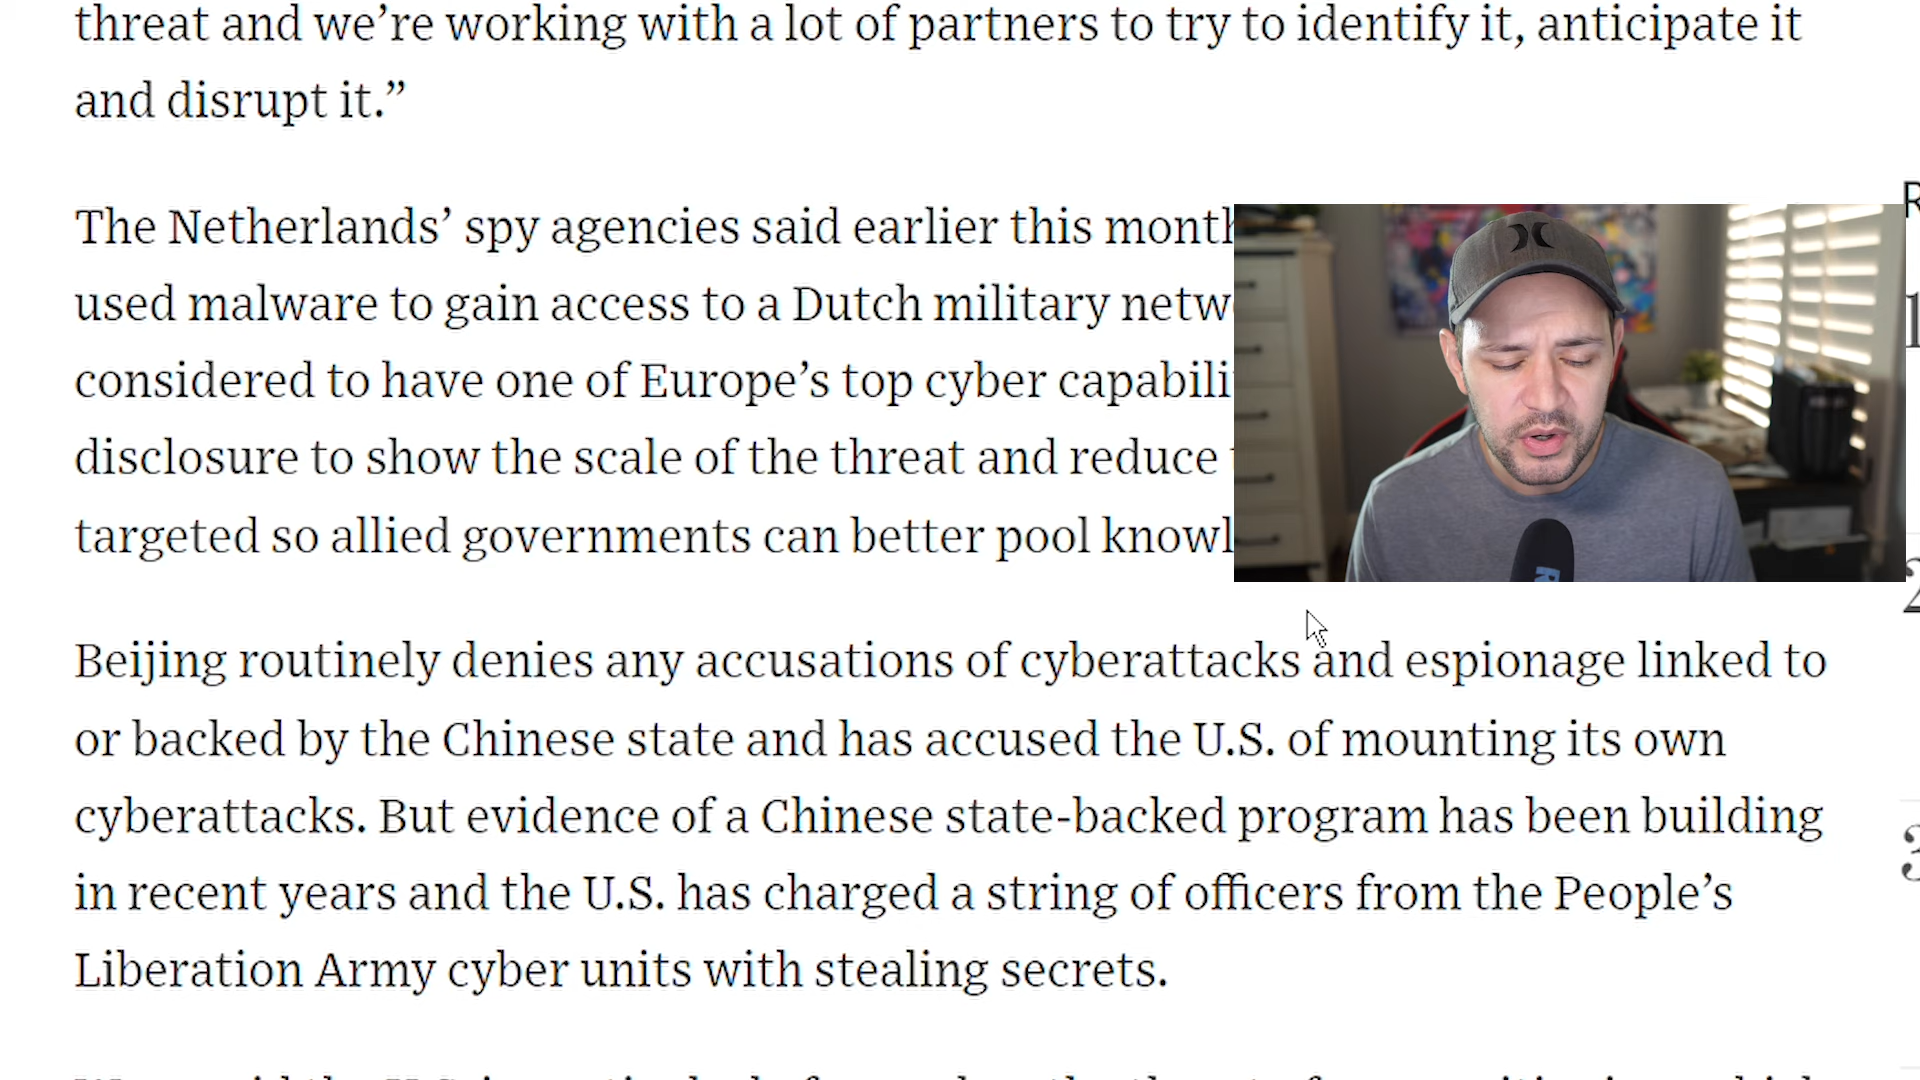 threat and we’re working with a lot of partners to try to identify it, anticipate it
and disrupt it.”
The Netherlands’ spy agencies said earlier this month
used malware to gain access to a Dutch military
considered to have one of Europe’s top cyber
disclosure to show the scale of the threat and reduce
targeted so allied governments can better pool
Beijing routinely denies any accusations of cyberattacks and espionage linked to
or backed by the Chinese state and has accused the U.S. of mounting its own
cyberattacks. But evidence of a Chinese state-backed program has been building
in recent years and the U.S. has charged a string of officers from the People’s
Liberation Army cyber units with stealing secrets.
1
2
3